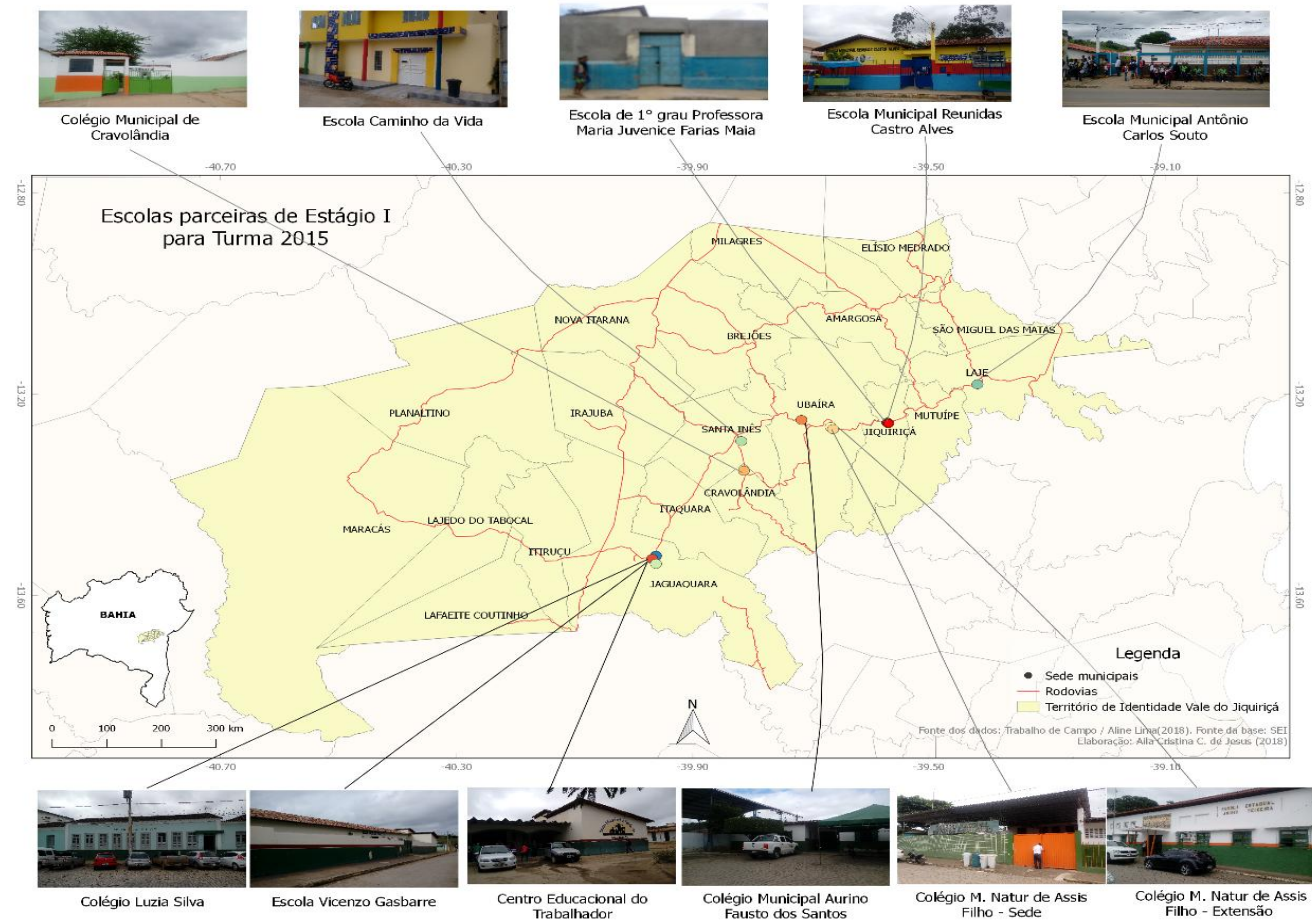 Colégio Municipal de
Cravolândia
Escola Caminho da Vida
Escola de 1° grau Professora
Maria Juvenice Farias Maia
Escola Municipal Reunidas
Castro Alves
Escola Municipal Antônio
Carlos Souto
-40.70
-40.30
-39.90
-39.50
-39.10
-12.80
-12.80
Escolas parceiras de Estágio I
para Turma 2015
MILAGRES
ELÍSIO MEDRADO
NOVA ITARANA
AMARGOSA
BREJÕES
SÃO MIGUEL DAS MATAS
LAJE
-13.20
-13.20
PLANALTINO
IRAJUBA
UBAÍRA
MUTUÍPE
SANTA INÊS
JIQUIRIÇÁ
CRAVOLÂNDIA
ITAQUARA
MARACÁS
LAJEDO DO TABOCAL
ITIRUÇU
JAGUAQUARA
-13.60
-13.60
LAFAEITE COUTINHO
BAHIA
Legenda
Sede municipais
Rodovias
Território de Identidade Vale do Jiquiriçá
0 100 200 300 km
N
Fonte dos dados: Trabalho de Campo / Aline Lima(2018). Fonte da base: SEI
Elaboração: Aila Cristina C. de Jesus (2018)
-40.70
-40.30
-39.90
-39.50
-39.10
Colégio Luzia Silva
Escola Vicenzo Gasbarre
Centro Educacional do
Trabalhador
Colégio Municipal Aurino
Fausto dos Santos
Colégio M. Natur de Assis
Filho - Sede
Colégio M. Natur de Assis
Filho - Extensão